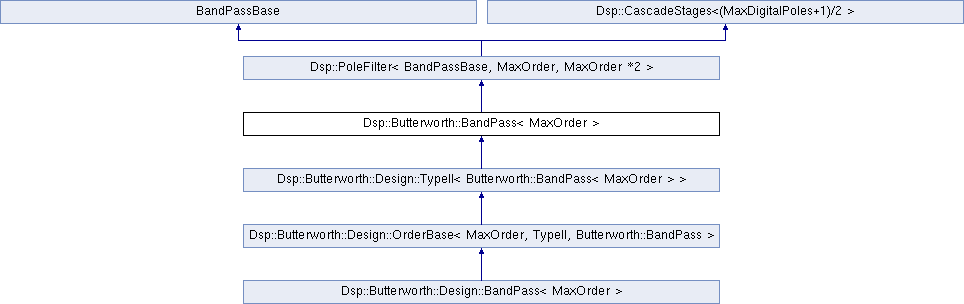 BandPassBase
Dsp::CascadeStages<(MaxDigitalPoles+1)/2 >
Dsp::PoleFilter< BandPassBase, MaxOrder, MaxOrder *2 >
Dsp::Butterworth::BandPass< MaxOrder >
Dsp::Butterworth::Design::TypeII< Butterworth::BandPass< MaxOrder > >
Dsp::Butterworth::Design::OrderBase< MaxOrder, TypeII, Butterworth::BandPass >
Dsp::Butterworth::Design::BandPass< MaxOrder >